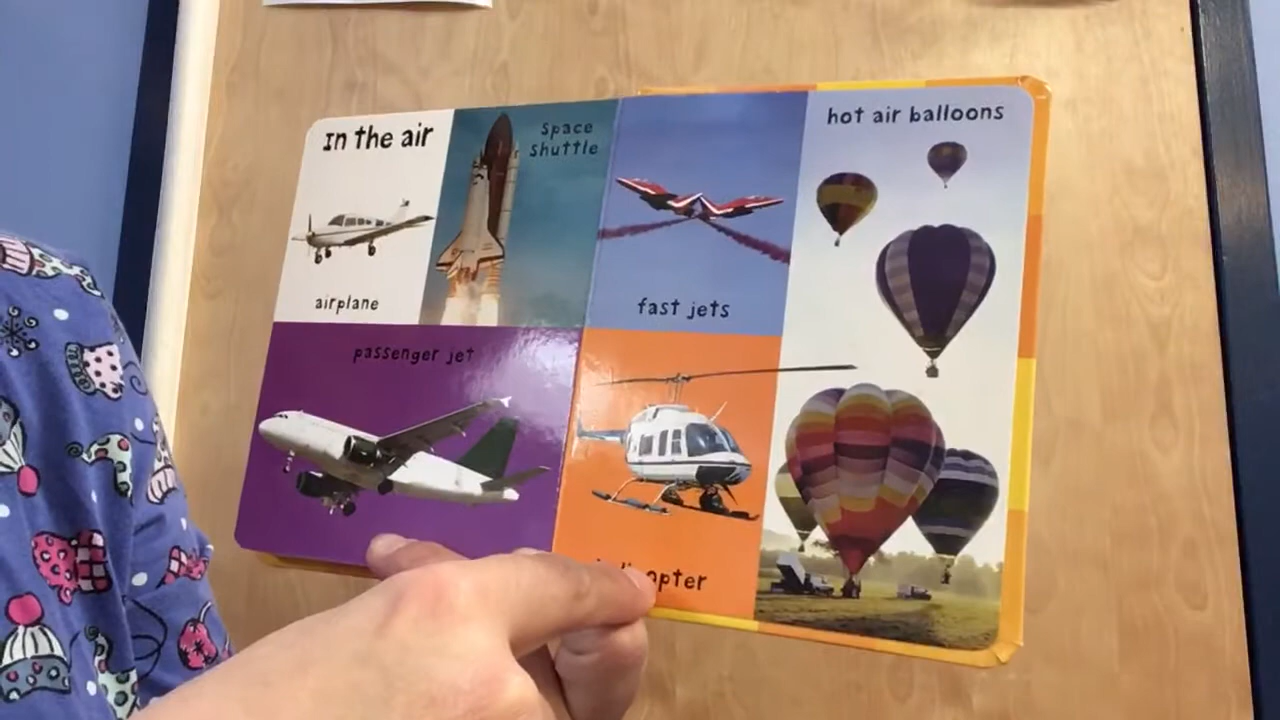 In the air
Space
shuttle
airplane
fast jets
hot air balloons
passenger jet